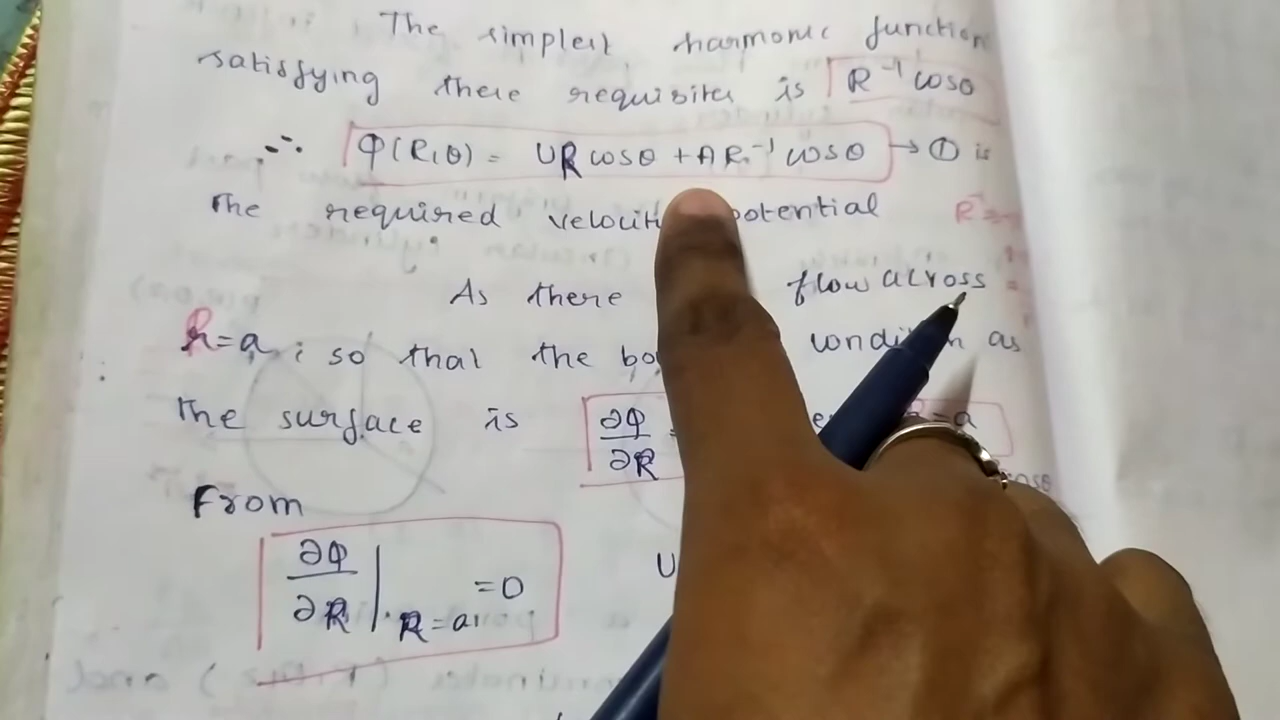 The simplest harmonic function
satisfying these requisites is R⁻¹ cosθ
∴ φ(R,θ) = UR cosθ + AR⁻¹ cosθ → ① is
the required velocity potential
As there flow across
R=a, so that the condition as
the surface is ∂φ/∂R =a
From
∂φ/∂R | R=a, =0 U